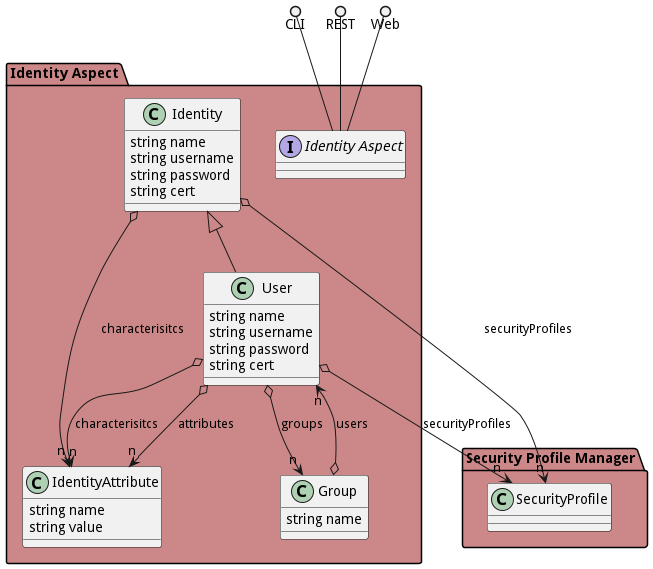 CLI
REST
Web
Identity Aspect
C Identity
string name
string username
string password
string cert
I Identity Aspect
C User
string name
string username
string password
string cert
characterisitcs
securityProfiles
characterisitcs
attributes
groups
users
securityProfiles
n
n
n
n
n
n
n
C IdentityAttribute
string name
string value
C Group
string name
Security Profile Manager
C SecurityProfile